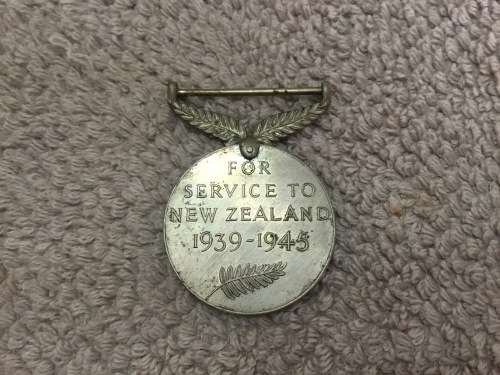 FOR
SERVICE TO
NEW ZEALAND
1939-1945